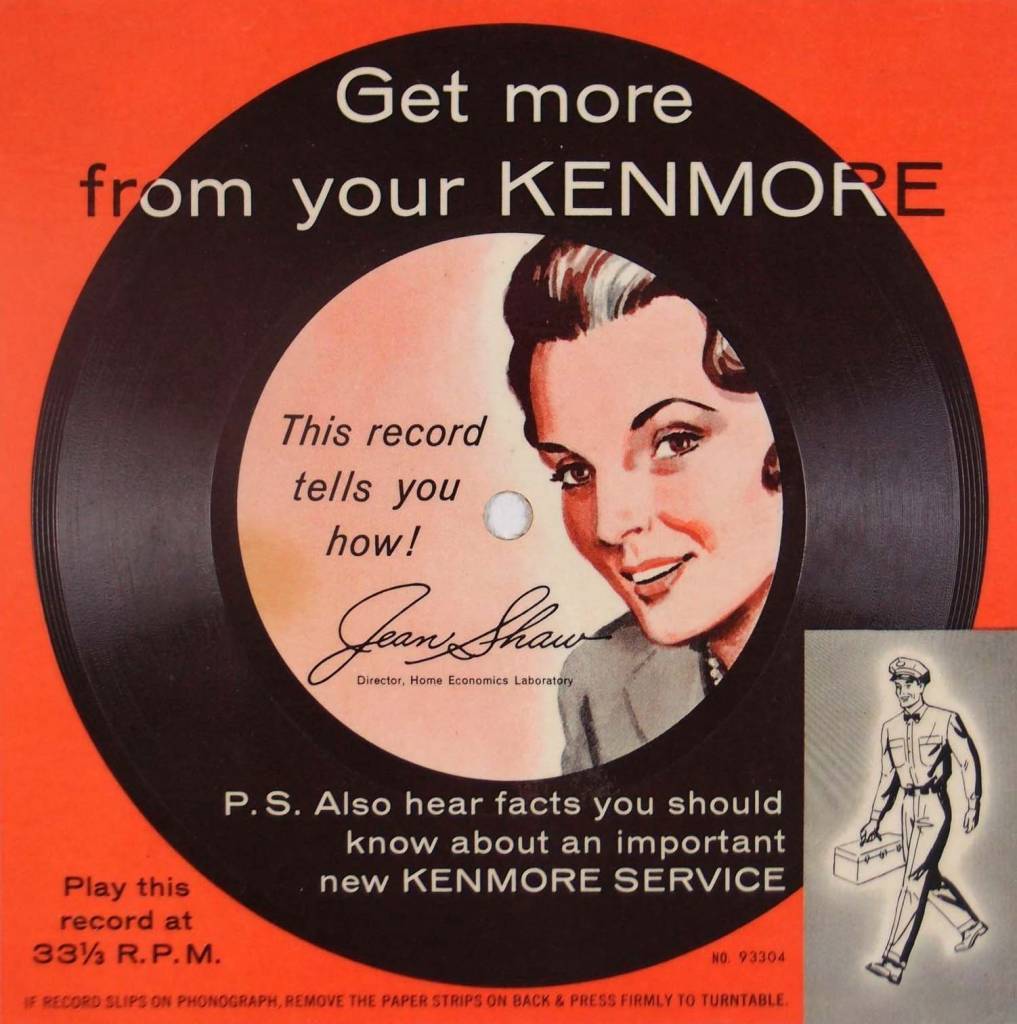 Get more
from your KENMORE
This record
tells you
how!
Jean Shaw
Director, Home Economics Laboratory
P.S. Also hear facts you should
know about an important
new KENMORE SERVICE
Play this
record at
33⅓ R.P.M.
NO. 93304
IF RECORD SLIPS ON PHONOGRAPH, REMOVE THE PAPER STRIPS ON BACK & PRESS FIRMLY TO TURNTABLE.